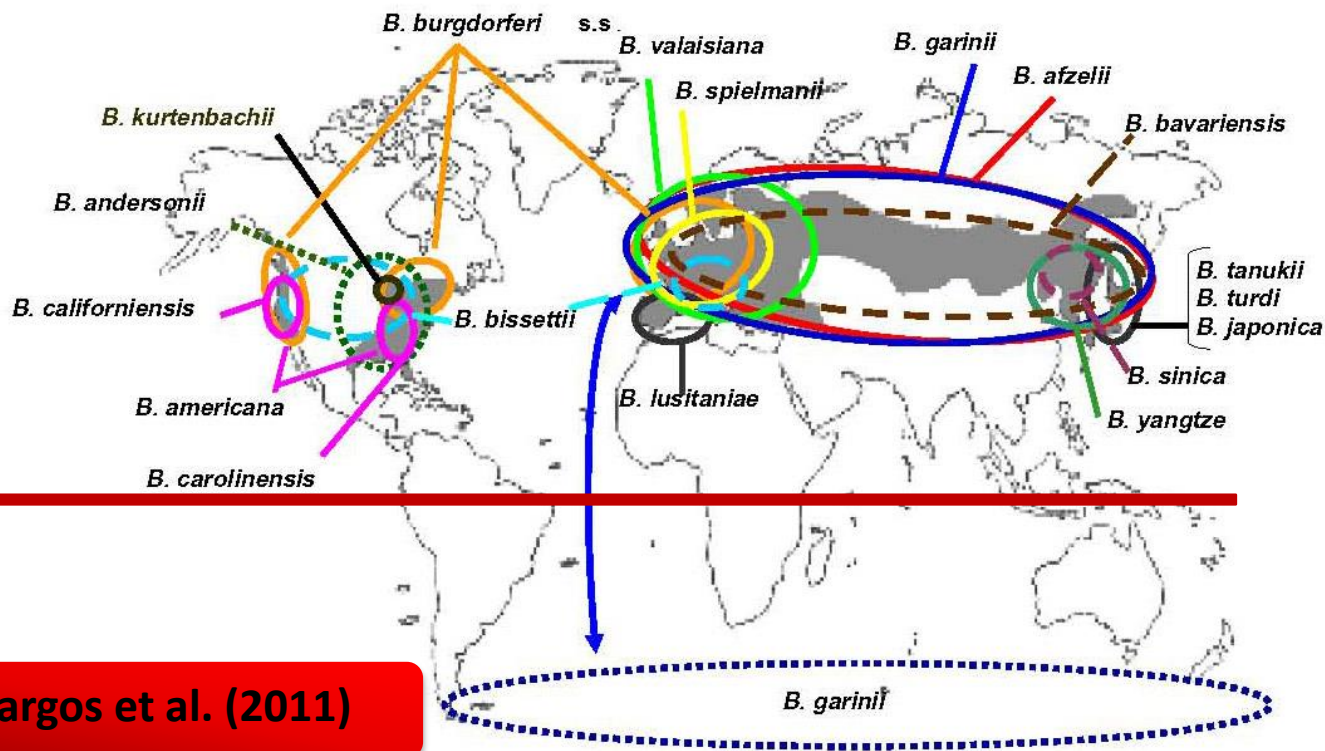 B. burgdorferi s.s.
B. valaisiana
B. garinii
B. afzelii
B. spielmanii
B. kurtenbachii
B. bavariensis
B. andersonii
B. tanukii
B. turdi
B. japonica
B. californiensis
B. bissettii
B. sinica
B. lusitaniae
B. americana
B. yangtze
B. carolinensis
B. garinii
argos et al. (2011)